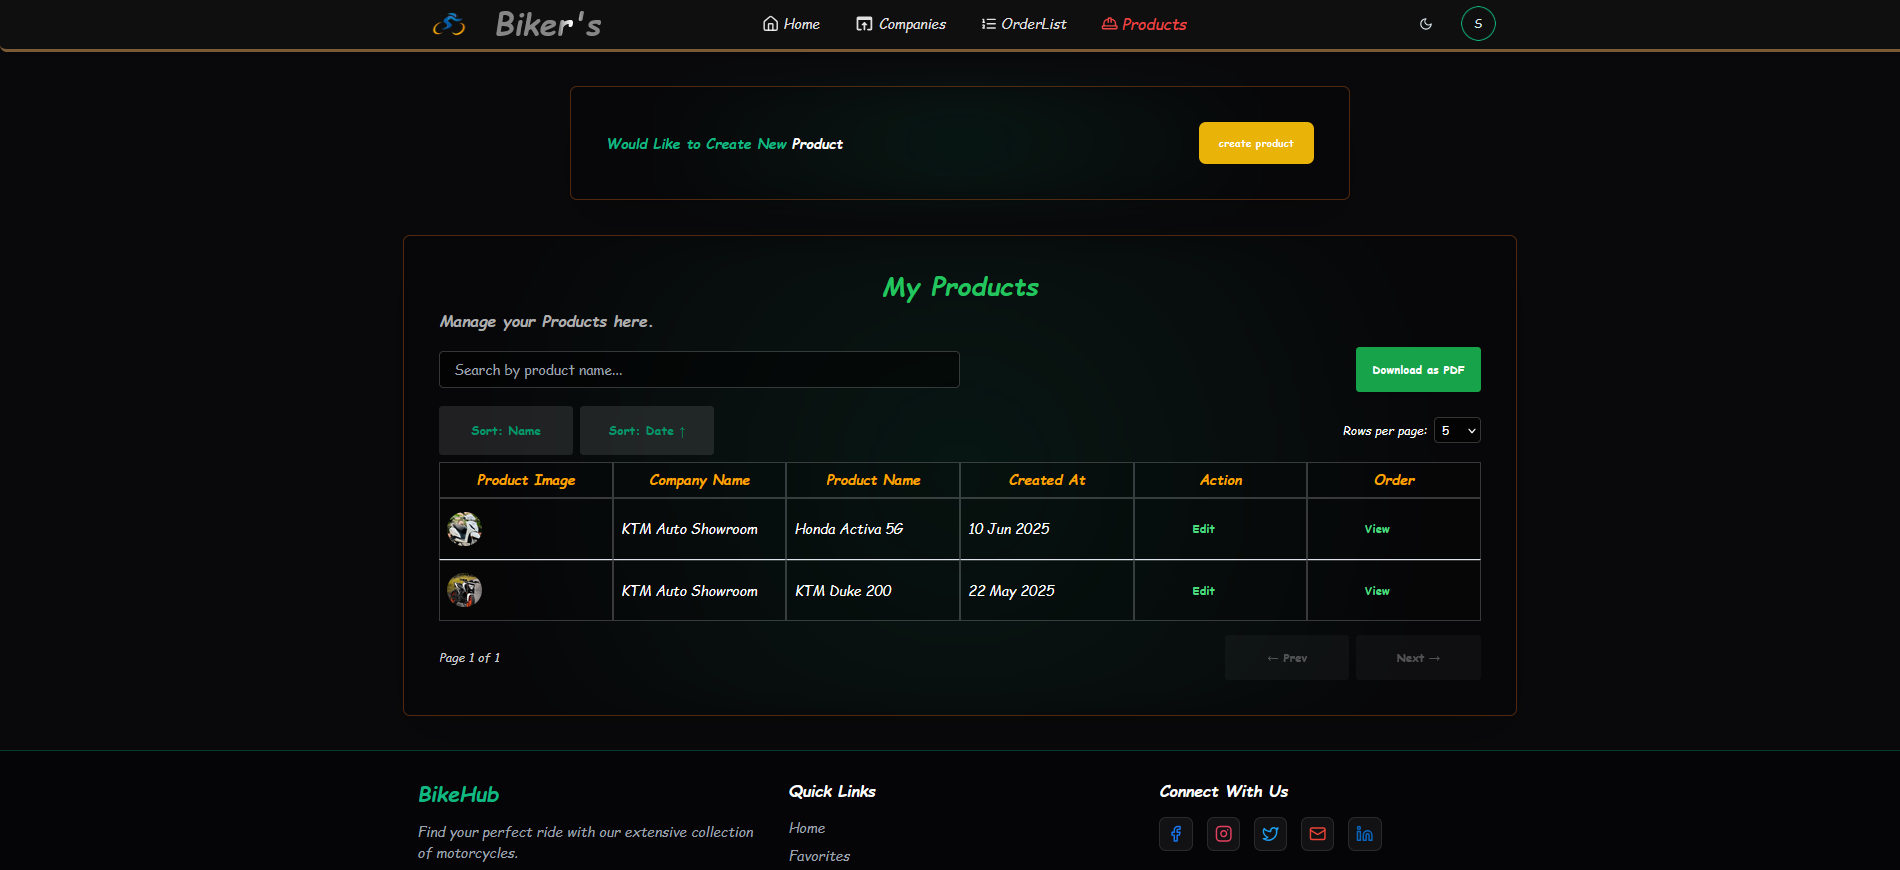 Biker's
Home
Companies
OrderList
Products
S
Would Like to Create New Product
create product
My Products
Manage your Products here.
Search by product name...
Download as PDF
Sort: Name
Sort: Date ↑
Rows per page: 5
Product Image
Company Name
Product Name
Created At
Action
Order
KTM Auto Showroom
Honda Activa 5G
10 Jun 2025
Edit
View
KTM Auto Showroom
KTM Duke 200
22 May 2025
Edit
View
Page 1 of 1
← Prev
Next →
BikeHub
Find your perfect ride with our extensive collection
of motorcycles.
Quick Links
Home
Favorites
Connect With Us